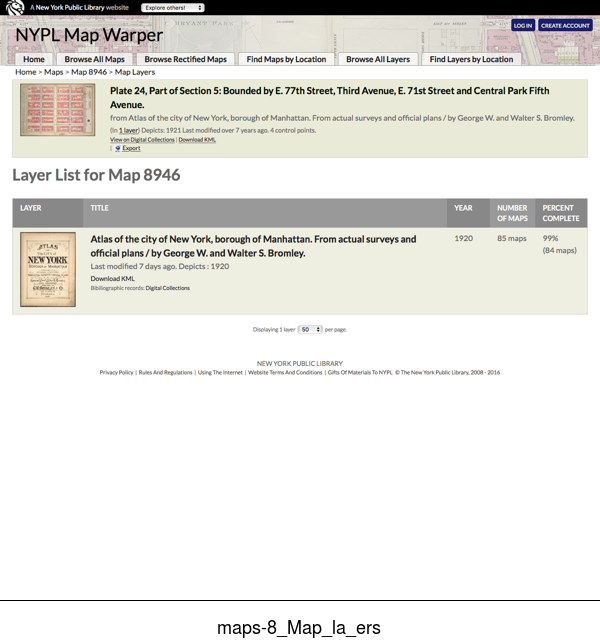 A New York Public Library website Explore others!
NYPL Map Warper
LOG IN CREATE ACCOUNT
Home Browse All Maps Browse Rectified Maps Find Maps by Location Browse All Layers Find Layers by Location
Home > Maps > Map 8946 > Map Layers
Plate 24, Part of Section 5: Bounded by E. 77th Street, Third Avenue, E. 71st Street and Central Park Fifth
Avenue.
from Atlas of the city of New York, borough of Manhattan. From actual surveys and official plans / by George W. and Walter S. Bromley.
(In 1 layer) Depicts: 1921 Last modified over 7 years ago. 4 control points.
View on Digital Collections | Download KML
| Export
Layer List for Map 8946
LAYER TITLE YEAR NUMBER OF MAPS PERCENT COMPLETE
ATLAS
NEW YORK
Atlas of the city of New York, borough of Manhattan. From actual surveys and
official plans / by George W. and Walter S. Bromley.
Last modified 7 days ago. Depicts : 1920
Download KML
Bibiliographic records: Digital Collections
1920 85 maps 99%
(84 maps)
Displaying 1 layer 50 per page.
NEW YORK PUBLIC LIBRARY
Privacy Policy | Rules And Regulations | Using The Internet | Website Terms And Conditions | Gifts Of Materials To NYPL © The New York Public Library, 2008 - 2016
maps-8_Map_la_ers